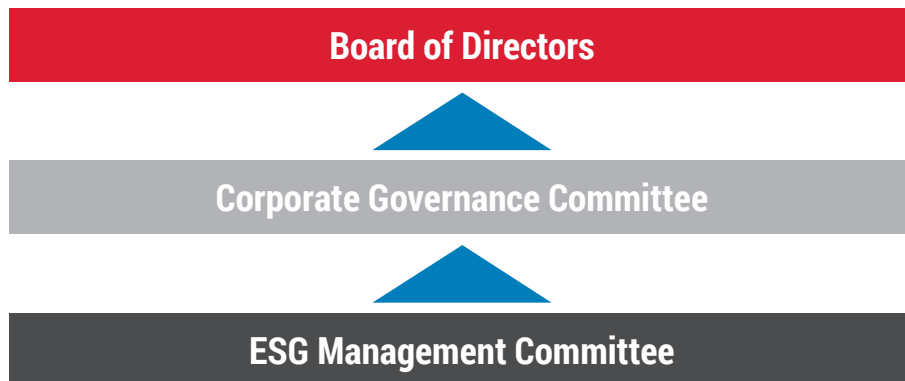 Board of Directors
Corporate Governance Committee
ESG Management Committee